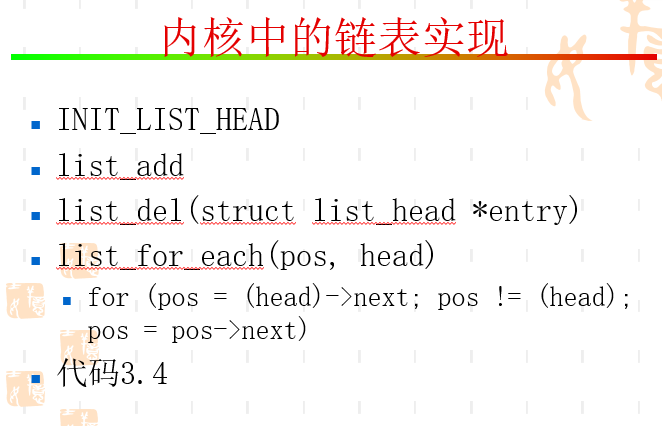 内核中的链表实现
INIT_LIST_HEAD
list_add
list_del(struct list_head *entry)
list_for_each(pos, head)
for (pos = (head)->next; pos != (head);
pos = pos->next)
代码3.4